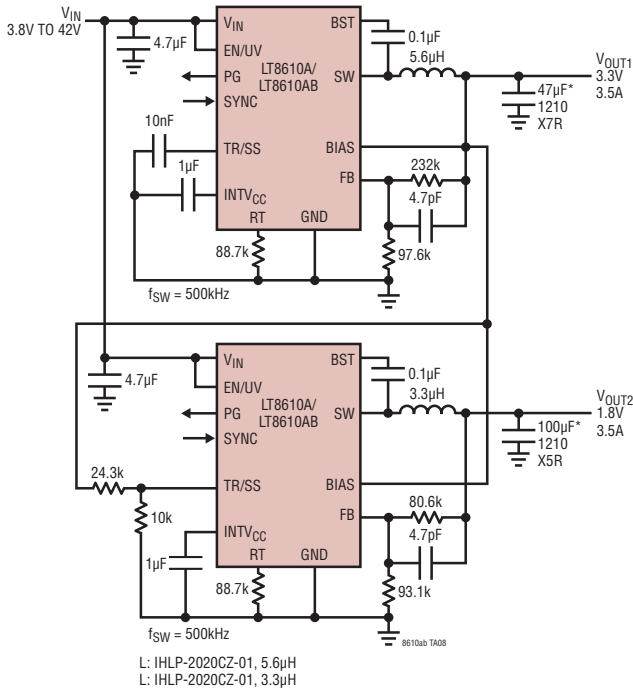 VIN
3.8V TO 42V
4.7µF
VIN
EN/UV
PG
SYNC
TR/SS
INTVCC
RT
GND
LT8610A/
LT8610AB
BST
SW
BIAS
FB
0.1µF
5.6µH
VOUT1
3.3V
3.5A
47µF*
1210
X7R
10nF
1µF
232k
4.7pF
88.7k
97.6k
fSW = 500kHz
4.7µF
VIN
EN/UV
PG
SYNC
TR/SS
INTVCC
RT
GND
LT8610A/
LT8610AB
BST
SW
BIAS
FB
0.1µF
3.3µH
VOUT2
1.8V
3.5A
100µF*
1210
X5R
24.3k
10k
1µF
80.6k
4.7pF
88.7k
93.1k
fSW = 500kHz
8610ab TA08
L: IHLP-2020CZ-01, 5.6µH
L: IHLP-2020CZ-01, 3.3µH